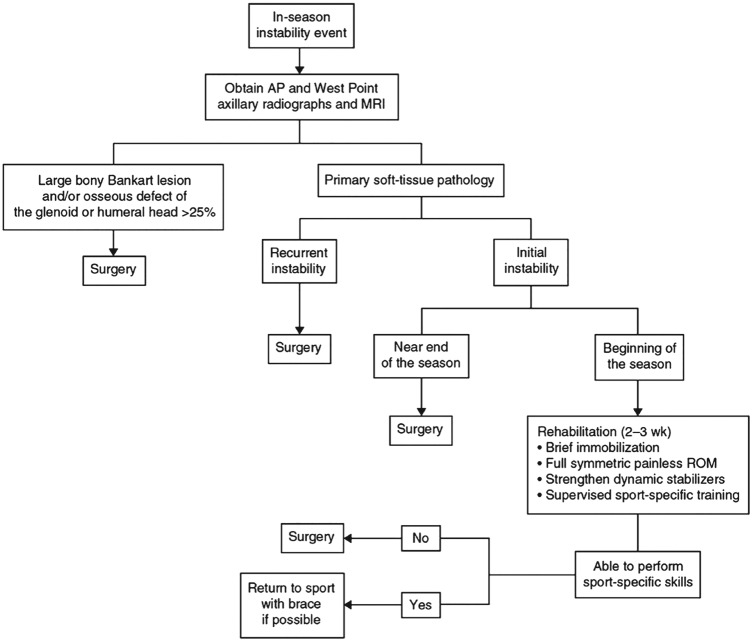 In-season
instability event
Obtain AP and West Point
axillary radiographs and MRI
Large bony Bankart lesion
and/or osseous defect of
the glenoid or humeral head >25%
Primary soft-tissue pathology
Surgery
Recurrent
instability
Initial
instability
Surgery
Near end
of the season
Beginning of
the season
Surgery
Rehabilitation (2–3 wk)
• Brief immobilization
• Full symmetric painless ROM
• Strengthen dynamic stabilizers
• Supervised sport-specific training
Surgery
No
Able to perform
sport-specific skills
Return to sport
with brace
if possible
Yes